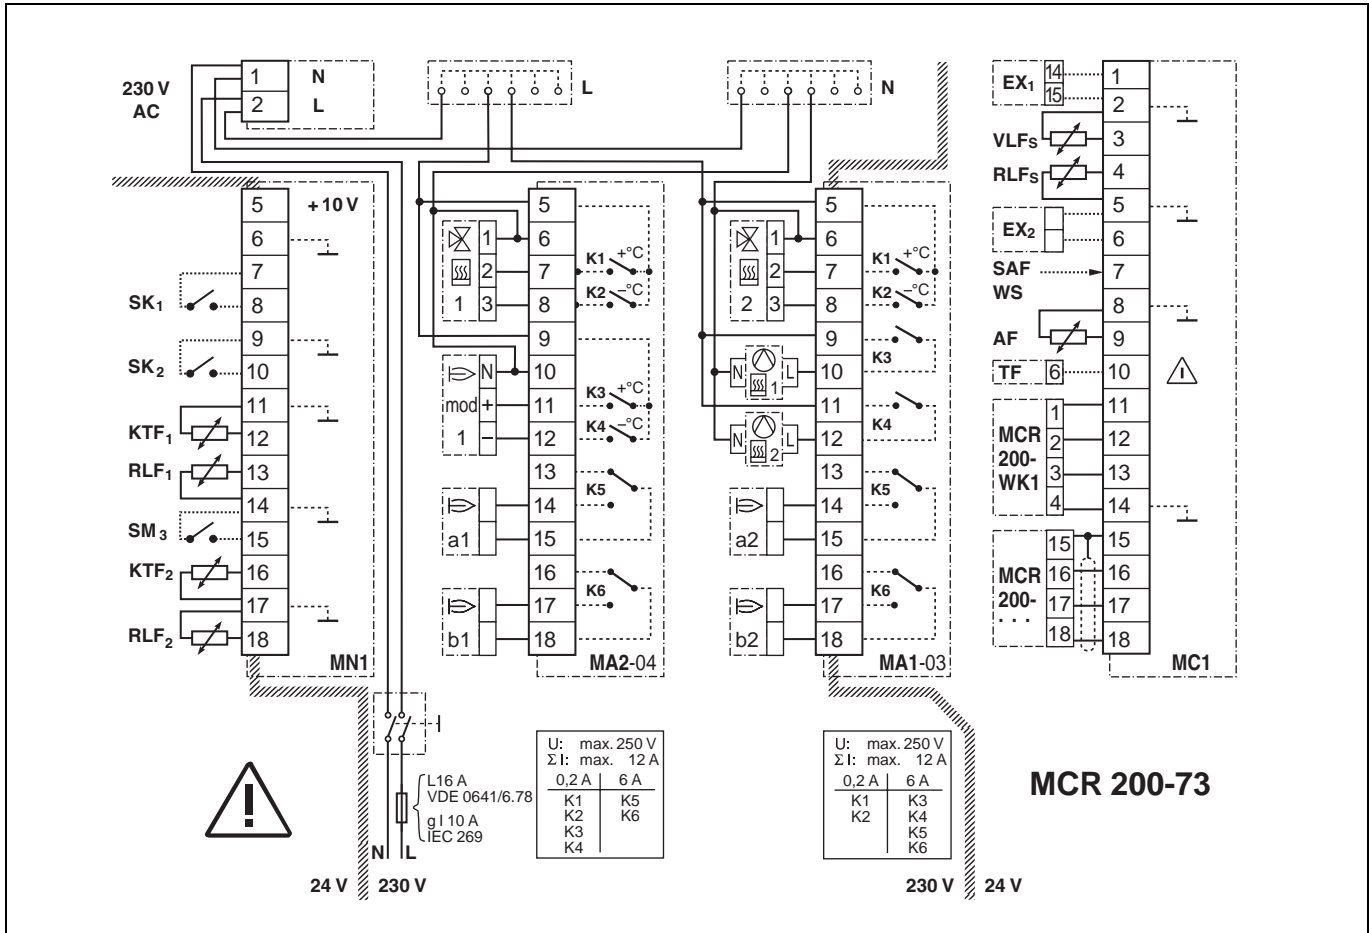 230 V
AC
1 N
2 L
L
N
5 +10 V
6
7
8
9
10
11
12
13
14
15
16
17
18
SK1
SK2
KTF1
RLF1
SM3
KTF2
RLF2
MN1
5
6
7
8
9
10
11
12
13
14
15
16
17
18
1
2
3
1
N
mod +
1 −
a1
b1
K1 +°C
K2 −°C
K3 +°C
K4 −°C
K5
K6
MA2-04
5
6
7
8
9
10
11
12
13
14
15
16
17
18
1
2
2 3
N L
1
N L
2
a2
b2
K1 +°C
K2 −°C
K3
K4
K5
K6
MA1-03
EX1 14
15
VLFS
RLFS
EX2
SAF
WS
AF
TF 6
MCR
200-
WK1
1
2
3
4
MCR
200-
. . .
15
16
17
18
1
2
3
4
5
6
7
8
9
10
11
12
13
14
15
16
17
18
MC1
L16 A
VDE 0641/6.78
g I 10 A
IEC 269
N L
24 V 230 V
U: max. 250 V
Σ I: max. 12 A
0,2 A 6 A
K1 K5
K2 K6
K3
K4
U: max. 250 V
Σ I: max. 12 A
0,2 A 6 A
K1 K3
K2 K4
K5
K6
230 V 24 V
MCR 200-73